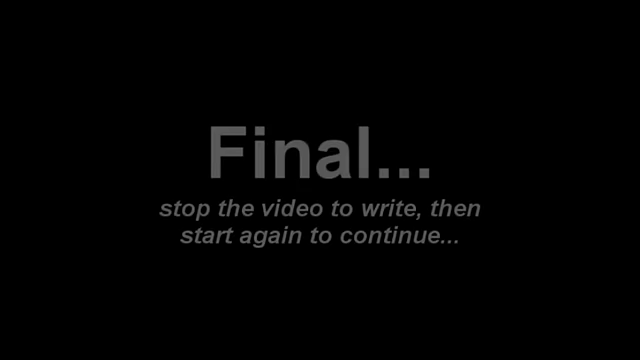 Final...
stop the video to write, then
start again to continue...